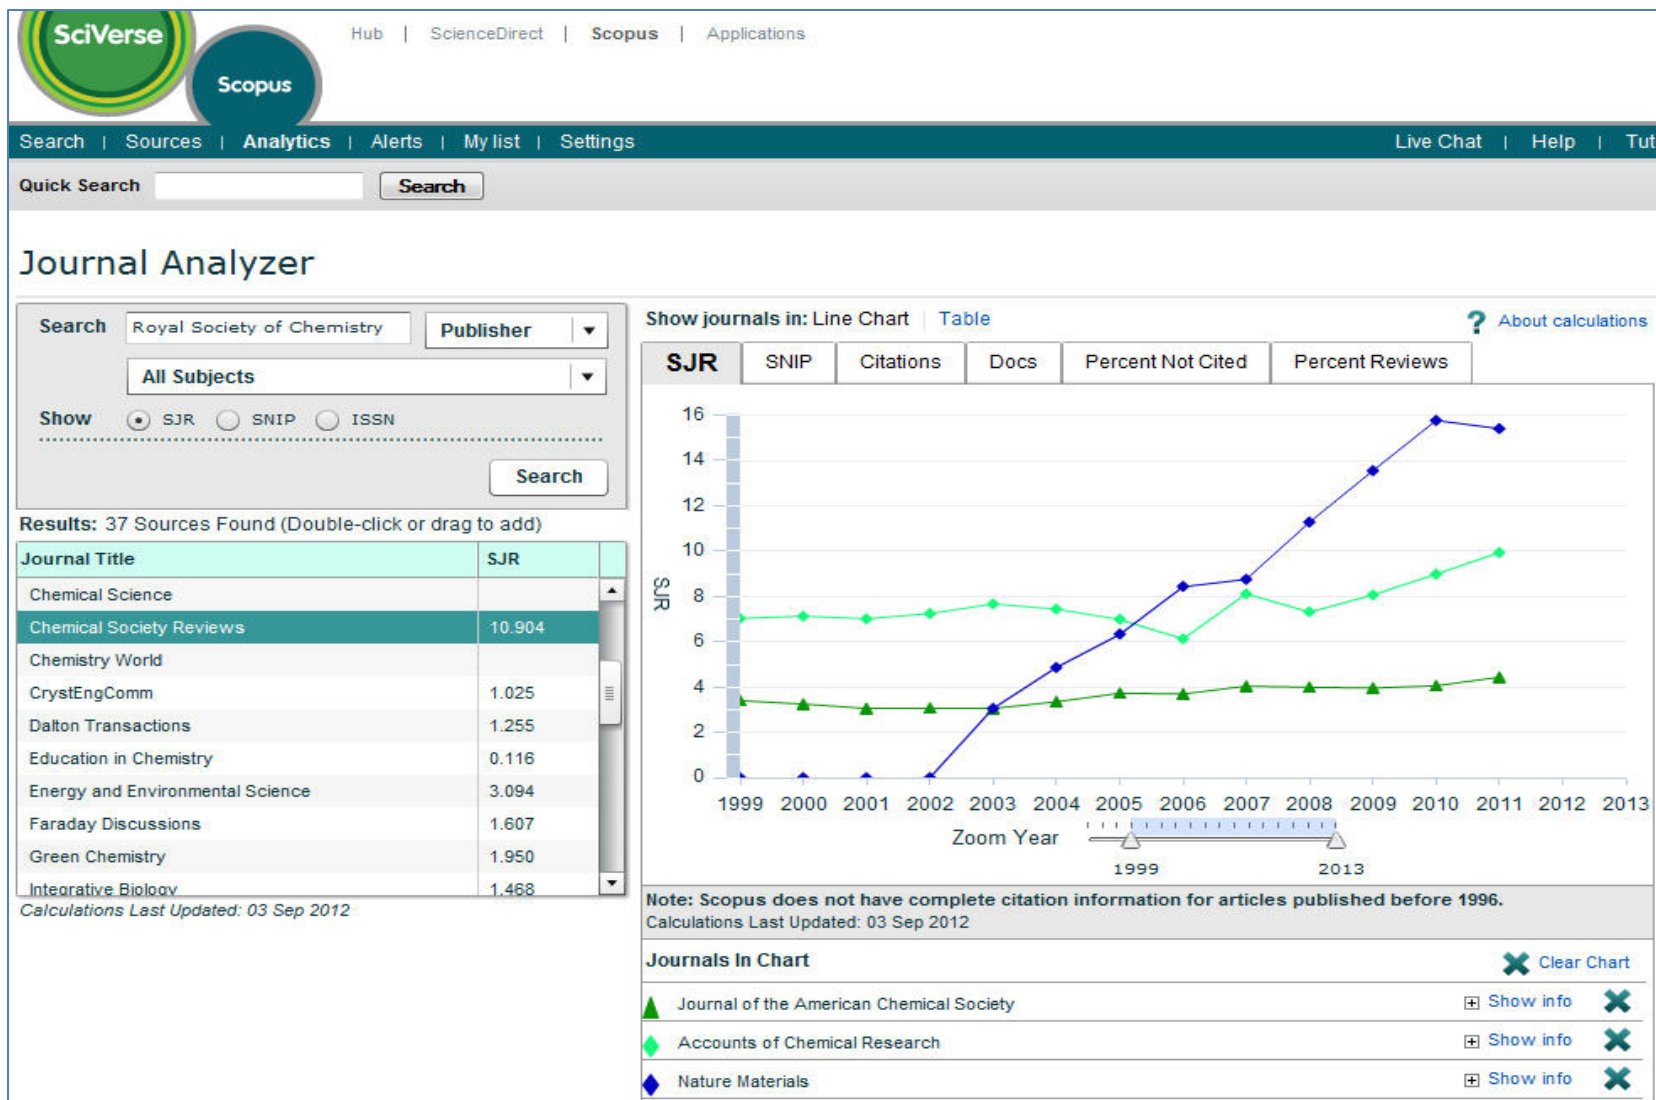 SciVerse
Scopus
Hub | ScienceDirect | Scopus | Applications
Search | Sources | Analytics | Alerts | My list | Settings
Live Chat | Help | Tut
Quick Search Search
Journal Analyzer
Search Royal Society of Chemistry Publisher
All Subjects
Show SJR SNIP ISSN
Search
Results: 37 Sources Found (Double-click or drag to add)
Journal Title SJR
Chemical Science
Chemical Society Reviews 10.904
Chemistry World
CrystEngComm 1.025
Dalton Transactions 1.255
Education in Chemistry 0.116
Energy and Environmental Science 3.094
Faraday Discussions 1.607
Green Chemistry 1.950
Integrative Biology 1.468
Calculations Last Updated: 03 Sep 2012
Show journals in: Line Chart | Table
? About calculations
SJR SNIP Citations Docs Percent Not Cited Percent Reviews
16
14
12
10
8
6
4
2
0
SJR
1999 2000 2001 2002 2003 2004 2005 2006 2007 2008 2009 2010 2011 2012 2013
Zoom Year
1999 2013
Note: Scopus does not have complete citation information for articles published before 1996.
Calculations Last Updated: 03 Sep 2012
Journals In Chart Clear Chart
Journal of the American Chemical Society Show info
Accounts of Chemical Research Show info
Nature Materials Show info